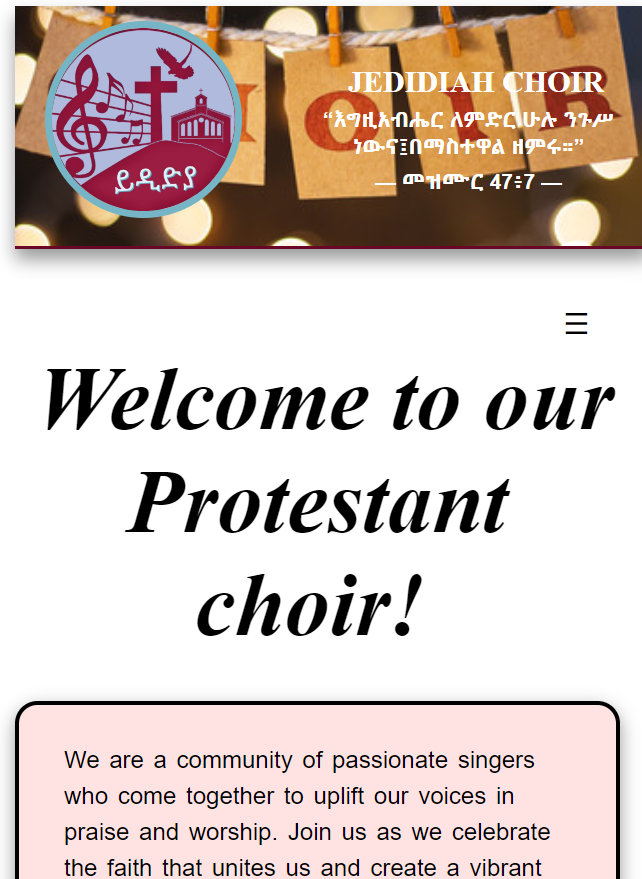 JEDIDIAH CHOIR
“እግዚአብሔር ለምድር ሁሉ ንጉሥ
ነውና፤በማስተዋል ዘምሩ።”
— መዝሙር 47፥7 —
ይዲድያ
O I R
☰
Welcome to our
Protestant
choir!
We are a community of passionate singers
who come together to uplift our voices in
praise and worship. Join us as we celebrate
the faith that unites us and create a vibrant